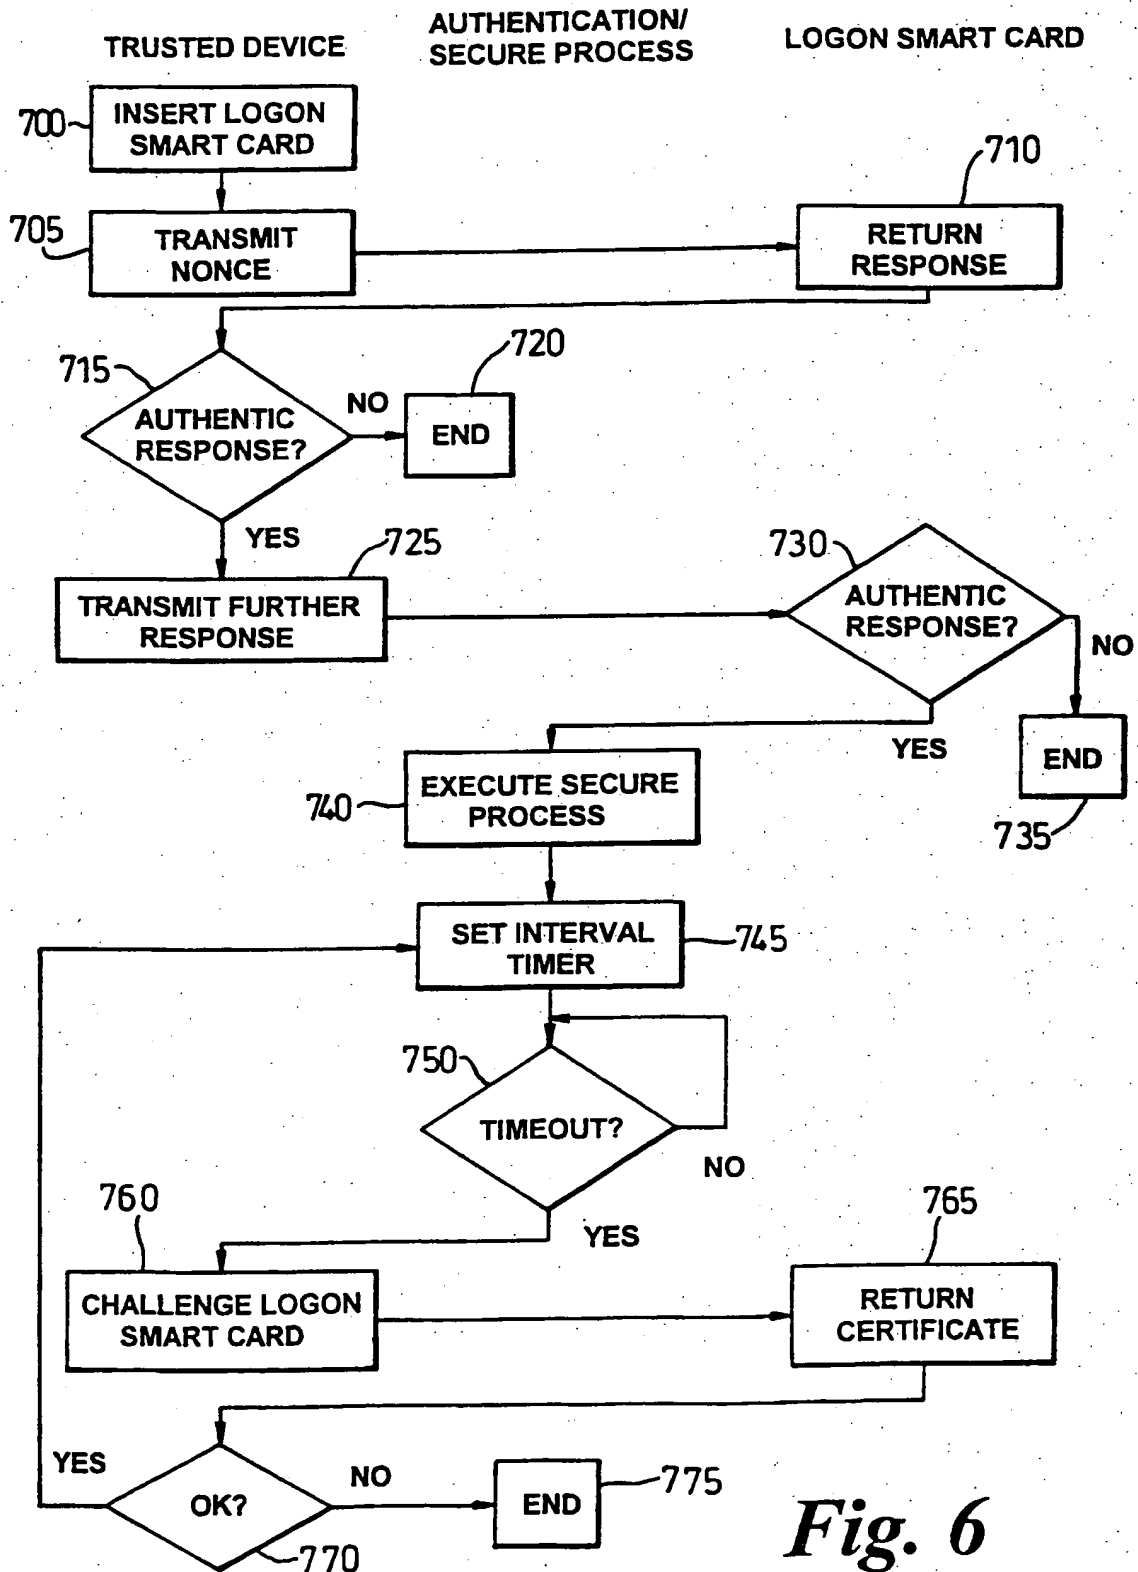 TRUSTED DEVICE
AUTHENTICATION/
SECURE PROCESS
LOGON SMART CARD
700
INSERT LOGON
SMART CARD
705
TRANSMIT
NONCE
710
RETURN
RESPONSE
715
AUTHENTIC
RESPONSE?
NO
720
END
YES
725
TRANSMIT FURTHER
RESPONSE
730
AUTHENTIC
RESPONSE?
NO
YES
END
735
740
EXECUTE SECURE
PROCESS
SET INTERVAL
TIMER
745
750
TIMEOUT?
NO
YES
760
CHALLENGE LOGON
SMART CARD
765
RETURN
CERTIFICATE
YES
OK?
NO
END
775
770
Fig. 6